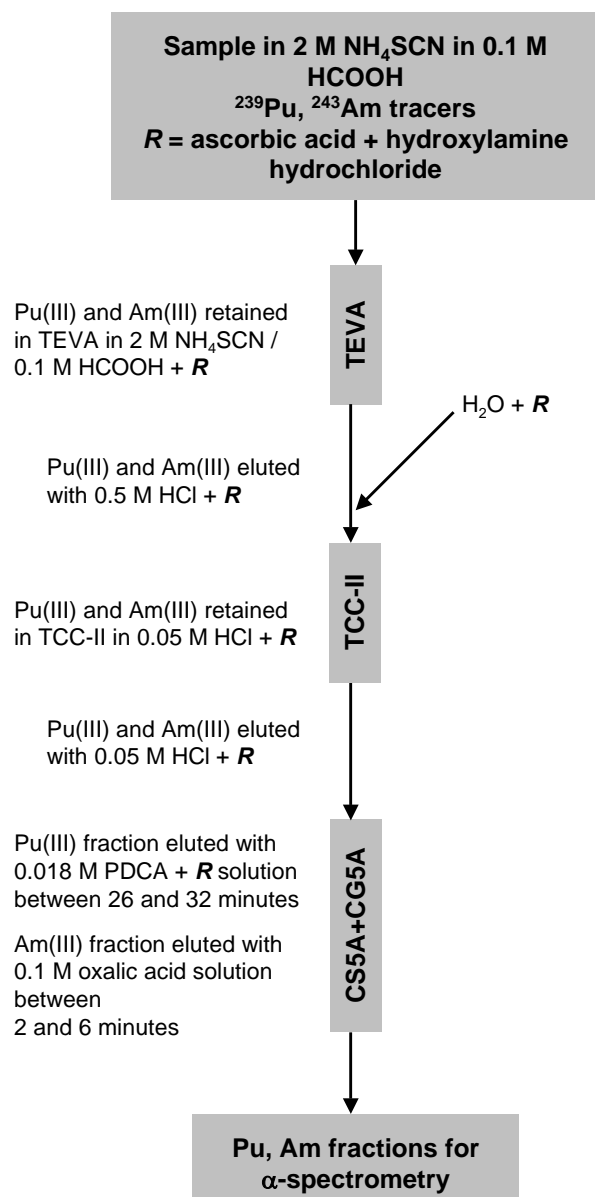 Sample in 2 M NH₄SCN in 0.1 M
HCOOH
²³⁹Pu, ²⁴³Am tracers
R = ascorbic acid + hydroxylamine
hydrochloride
TEVA
Pu(III) and Am(III) retained
in TEVA in 2 M NH₄SCN /
0.1 M HCOOH + R
H₂O + R
Pu(III) and Am(III) eluted
with 0.5 M HCl + R
TCC-II
Pu(III) and Am(III) retained
in TCC-II in 0.05 M HCl + R
Pu(III) and Am(III) eluted
with 0.05 M HCl + R
CS5A+CG5A
Pu(III) fraction eluted with
0.018 M PDCA + R solution
between 26 and 32 minutes
Am(III) fraction eluted with
0.1 M oxalic acid solution
between
2 and 6 minutes
Pu, Am fractions for
α-spectrometry